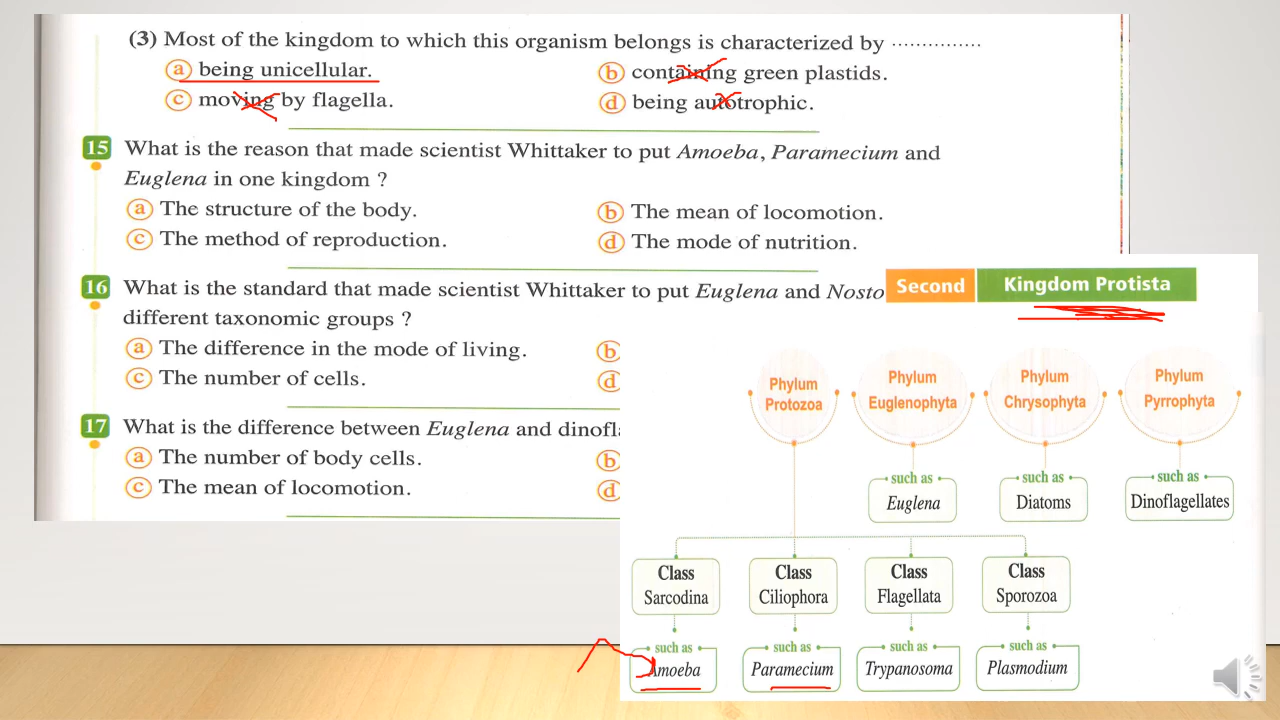 (3) Most of the kingdom to which this organism belongs is characterized by ...............
a being unicellular.
b containing green plastids.
c moving by flagella.
d being autotrophic.
15 What is the reason that made scientist Whittaker to put Amoeba, Paramecium and
Euglena in one kingdom ?
a The structure of the body.
b The mean of locomotion.
c The method of reproduction.
d The mode of nutrition.
16 What is the standard that made scientist Whittaker to put Euglena and Nosto
different taxonomic groups ?
a The difference in the mode of living.
b
c The number of cells.
d
17 What is the difference between Euglena and dinofl
a The number of body cells.
b
c The mean of locomotion.
d
Second Kingdom Protista
Phylum Protozoa
Phylum Euglenophyta
Phylum Chrysophyta
Phylum Pyrrophyta
such as
Euglena
such as
Diatoms
such as
Dinoflagellates
Class
Sarcodina
Class
Ciliophora
Class
Flagellata
Class
Sporozoa
such as
Amoeba
such as
Paramecium
such as
Trypanosoma
such as
Plasmodium